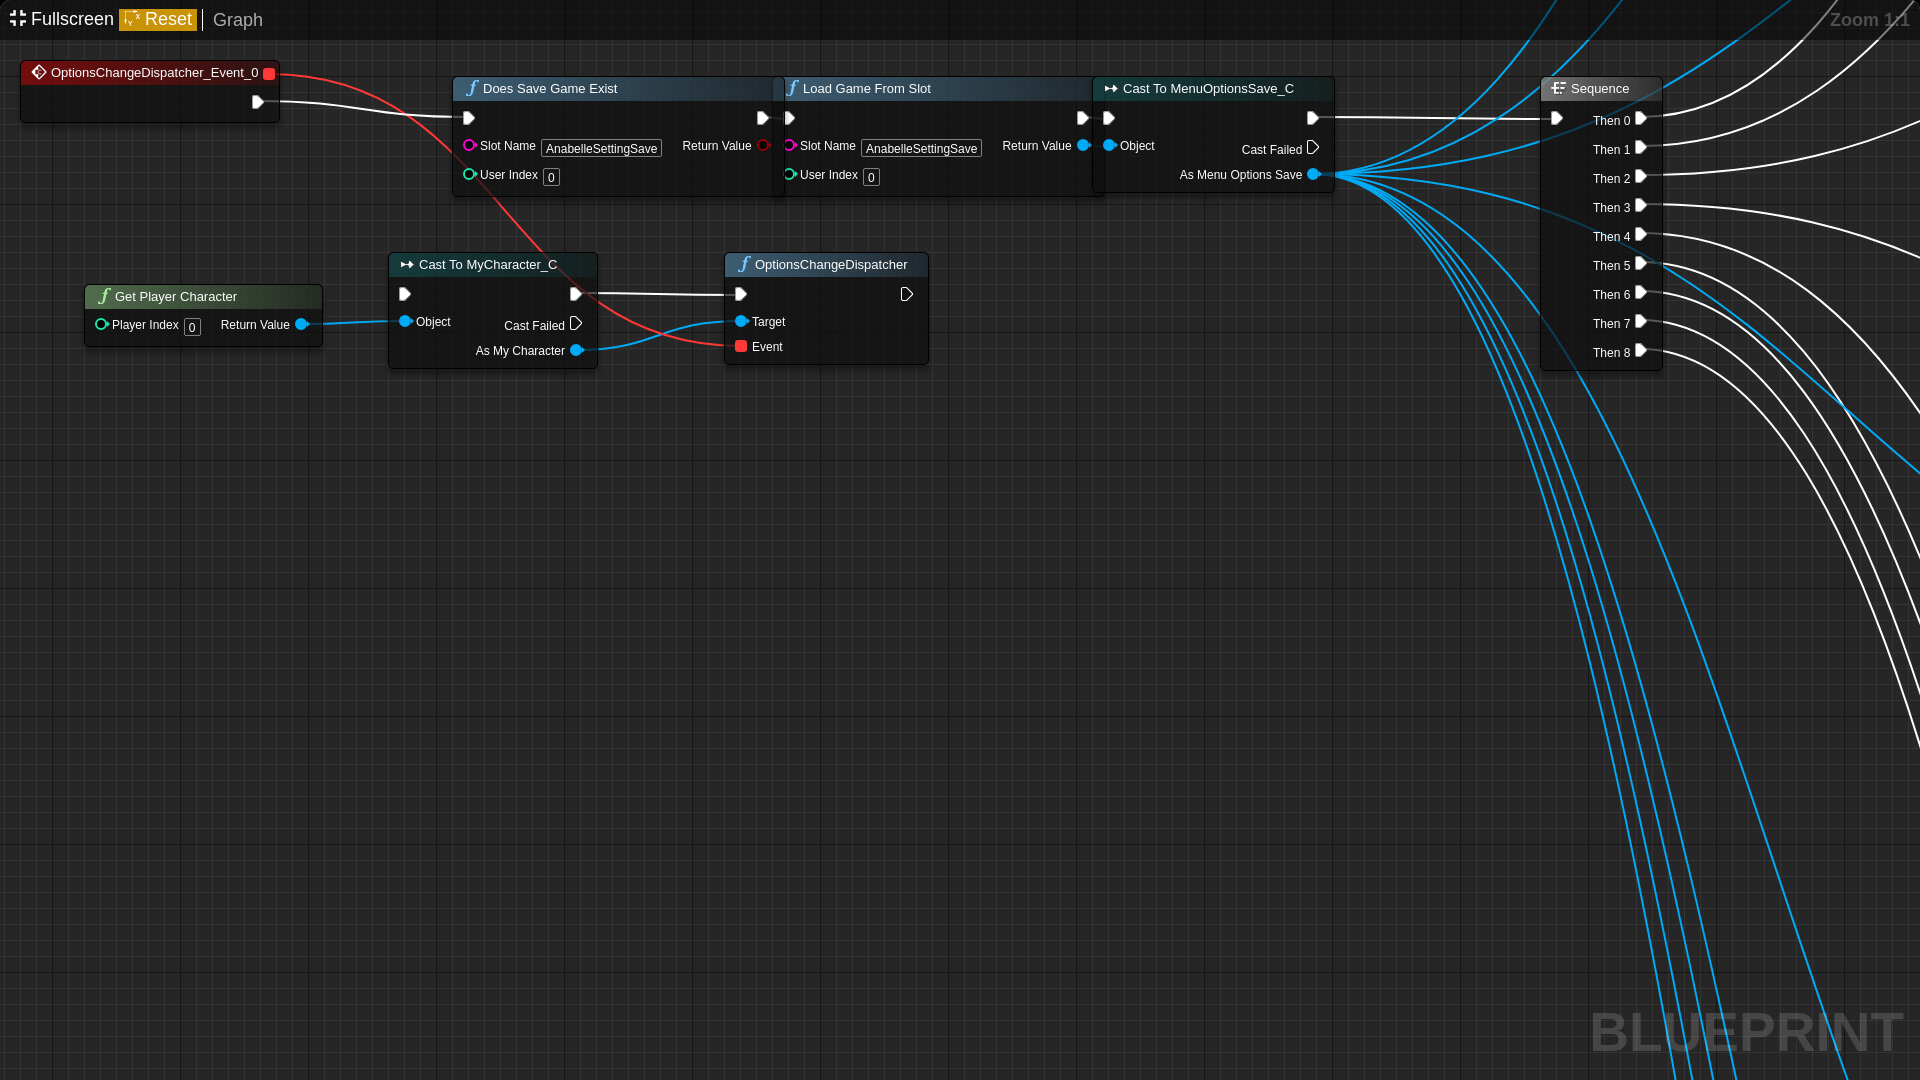 Fullscreen Reset Graph Zoom 1:1
OptionsChangeDispatcher_Event_0
Does Save Game Exist
Slot Name AnabelleSettingSave Return Value
User Index 0
Load Game From Slot
Slot Name AnabelleSettingSave Return Value
User Index 0
Cast To MenuOptionsSave_C
Object
Cast Failed
As Menu Options Save
Sequence
Then 0
Then 1
Then 2
Then 3
Then 4
Then 5
Then 6
Then 7
Then 8
Get Player Character
Player Index 0 Return Value
Cast To MyCharacter_C
Object
Cast Failed
As My Character
OptionsChangeDispatcher
Target
Event
BLUEPRINT